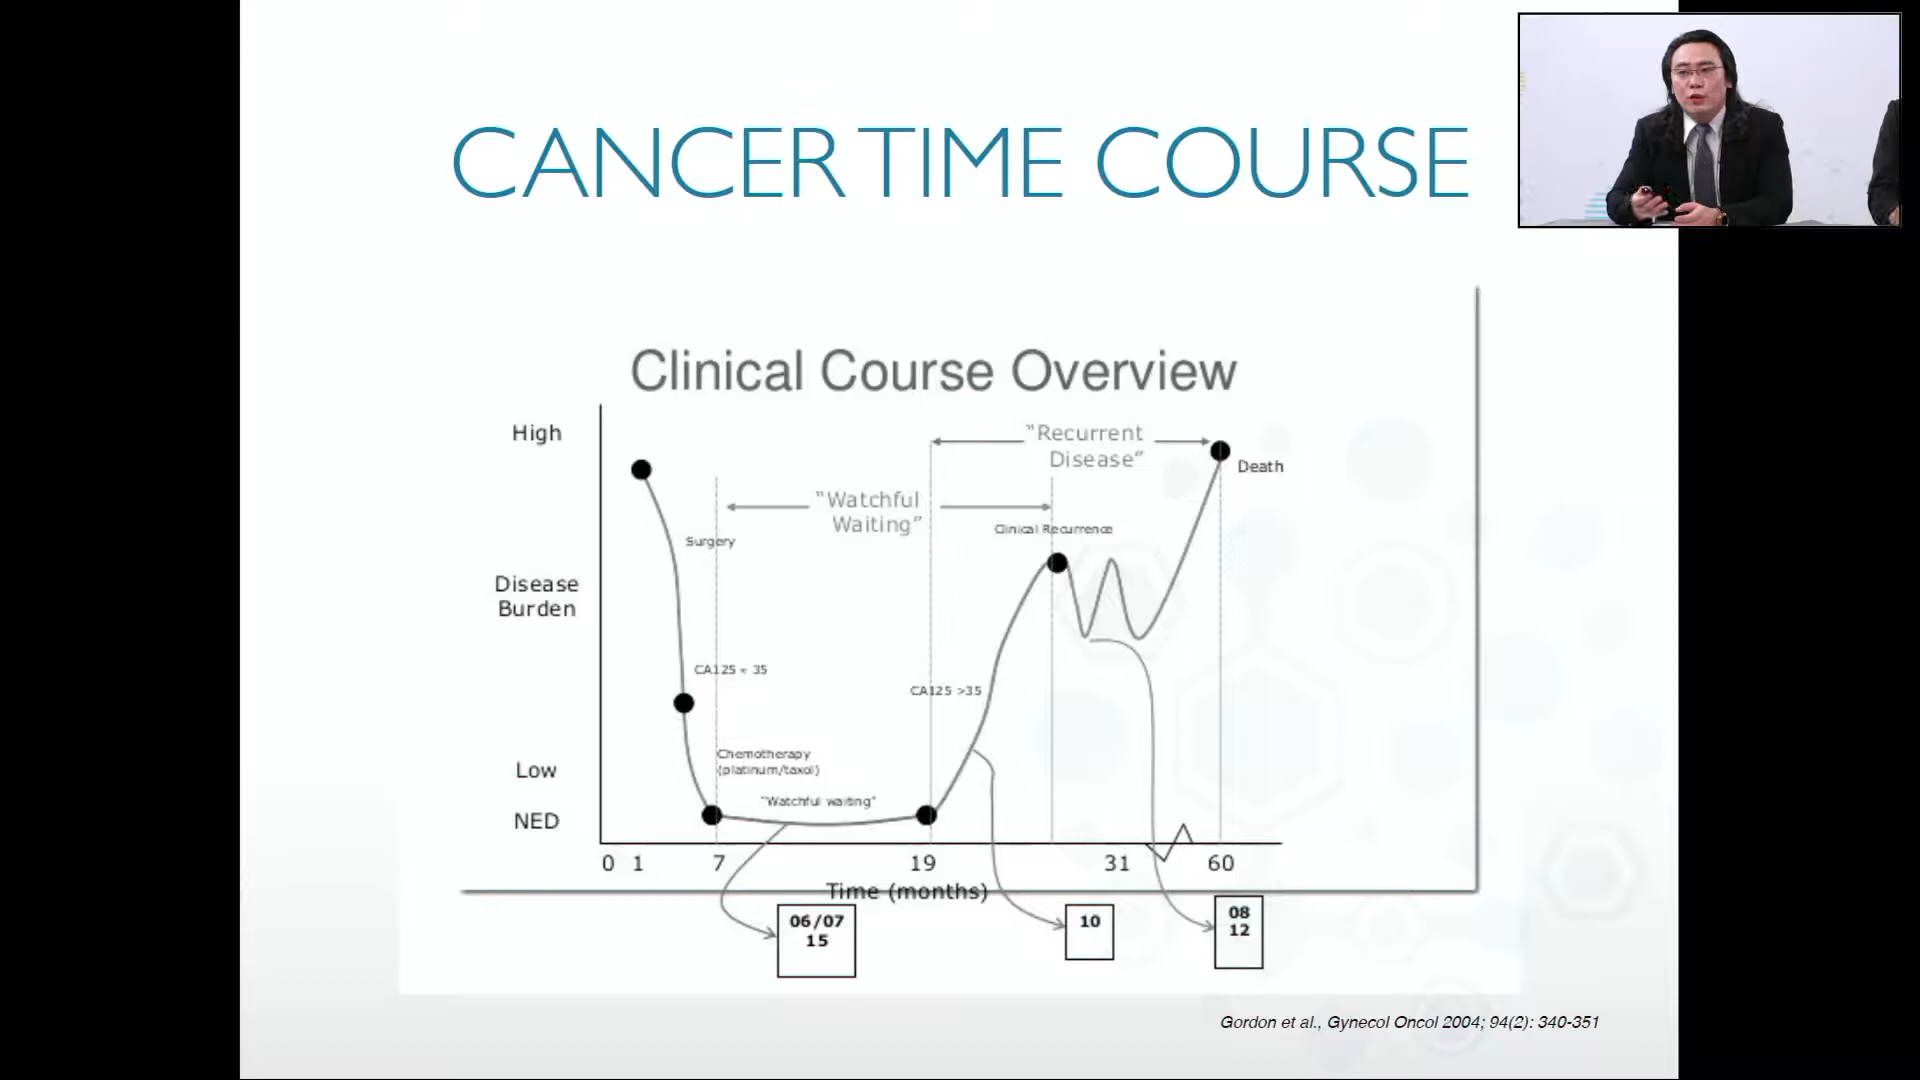 CANCER TIME COURSE
Clinical Course Overview
High
"Recurrent
Disease"
Death
"Watchful
Waiting"
Clinical Recurrence
Surgery
Disease
Burden
CA125 < 35
CA125 >35
Chemotherapy
(platinum/taxol)
Low
"Watchful waiting"
NED
0 1 7 19 31 60
Time (months)
06/07
15
10
08
12
Gordon et al., Gynecol Oncol 2004; 94(2): 340-351